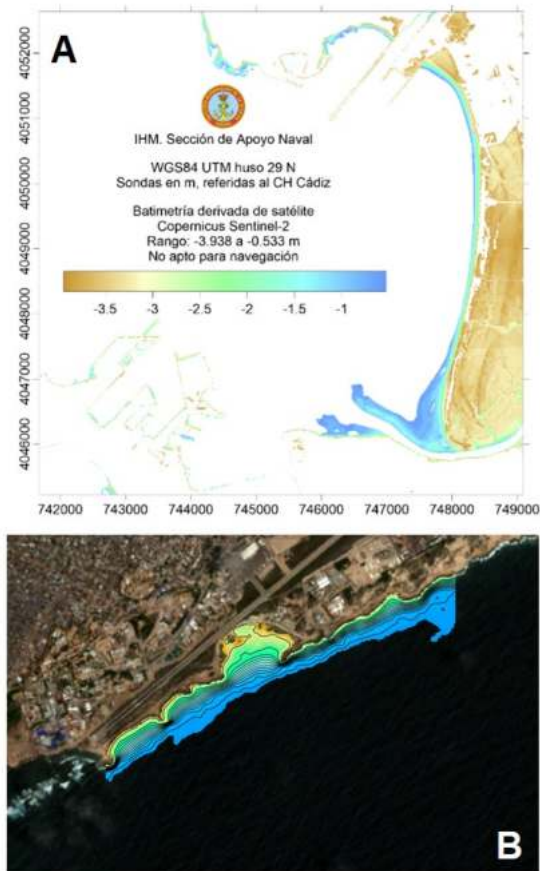 A
4052000
4051000
4050000
4049000
4048000
4047000
4046000
IHM. Sección de Apoyo Naval
WGS84 UTM huso 29 N
Sondas en m, referidas al CH Cádiz
Batimetría derivada de satélite
Copernicus Sentinel-2
Rango: -3.938 a -0.533 m
No apto para navegación
-3.5 -3 -2.5 -2 -1.5 -1
742000 743000 744000 745000 746000 747000 748000 749000
B